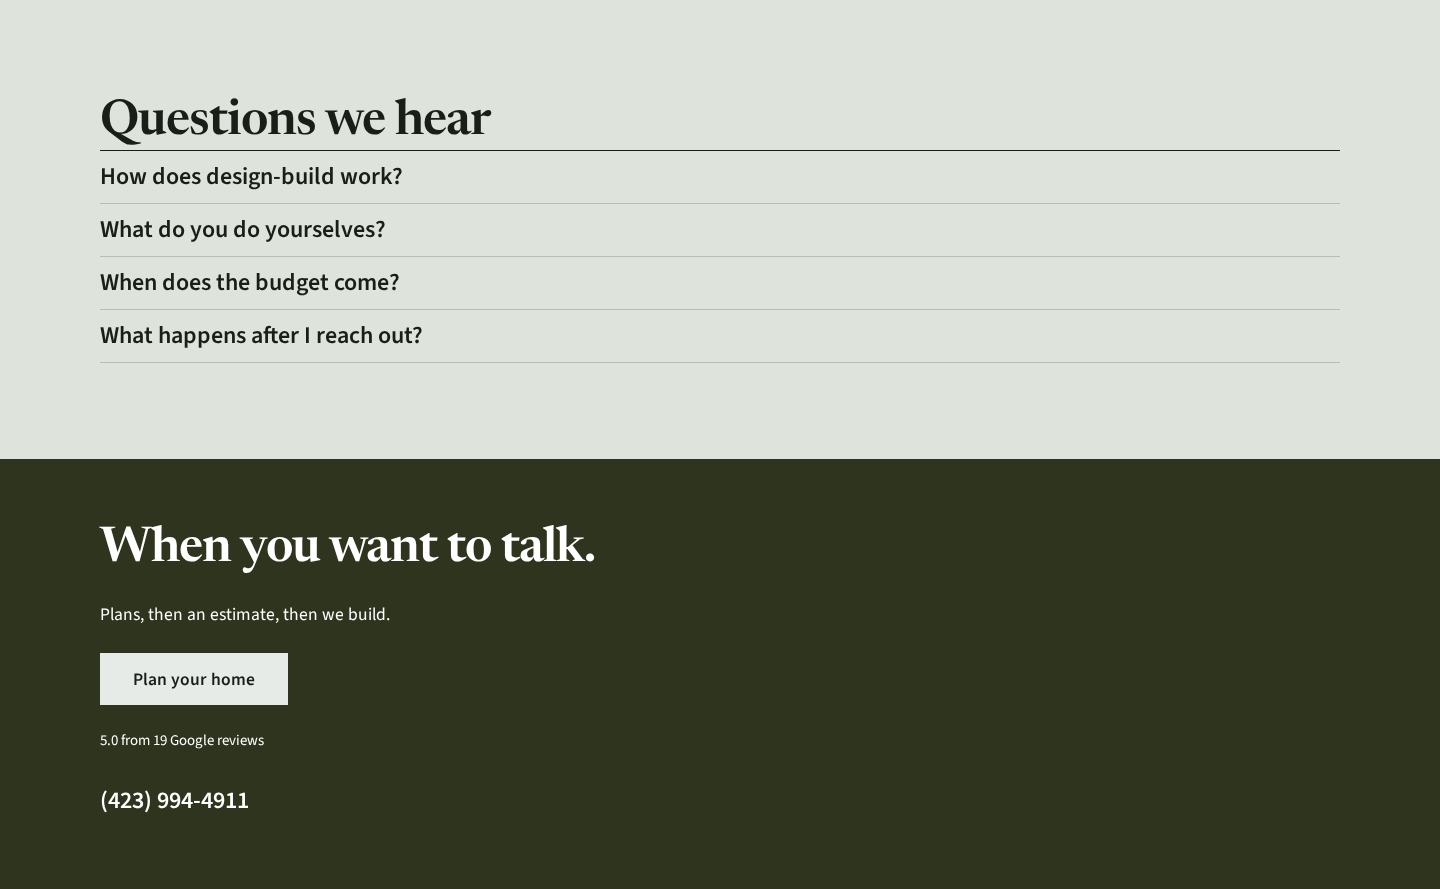 Questions we hear
How does design-build work?
What do you do yourselves?
When does the budget come?
What happens after I reach out?
When you want to talk.
Plans, then an estimate, then we build.
Plan your home
5.0 from 19 Google reviews
(423) 994-4911